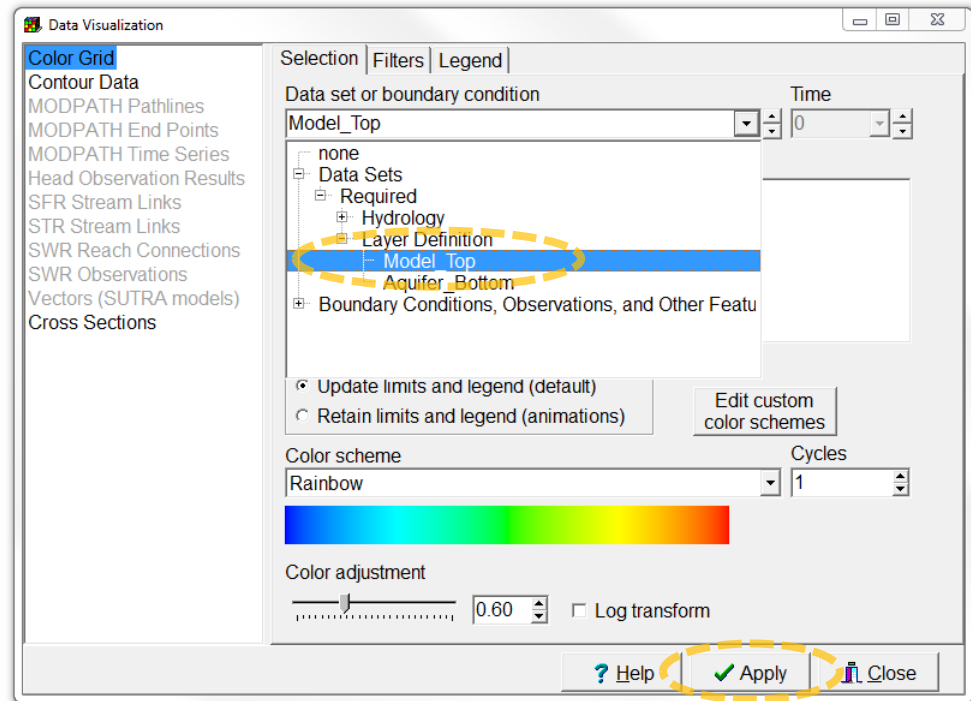 Data Visualization
Color Grid
Contour Data
MODPATH Pathlines
MODPATH End Points
MODPATH Time Series
Head Observation Results
SFR Stream Links
STR Stream Links
SWR Reach Connections
SWR Observations
Vectors (SUTRA models)
Cross Sections
Selection Filters Legend
Data set or boundary condition Time
Model_Top 0
none
Data Sets
Required
Hydrology
Layer Definition
Model_Top
Aquifer_Bottom
Boundary Conditions, Observations, and Other Featu
Update limits and legend (default)
Retain limits and legend (animations)
Edit custom
color schemes
Color scheme Cycles
Rainbow 1
Color adjustment
0.60 Log transform
? Help Apply Close